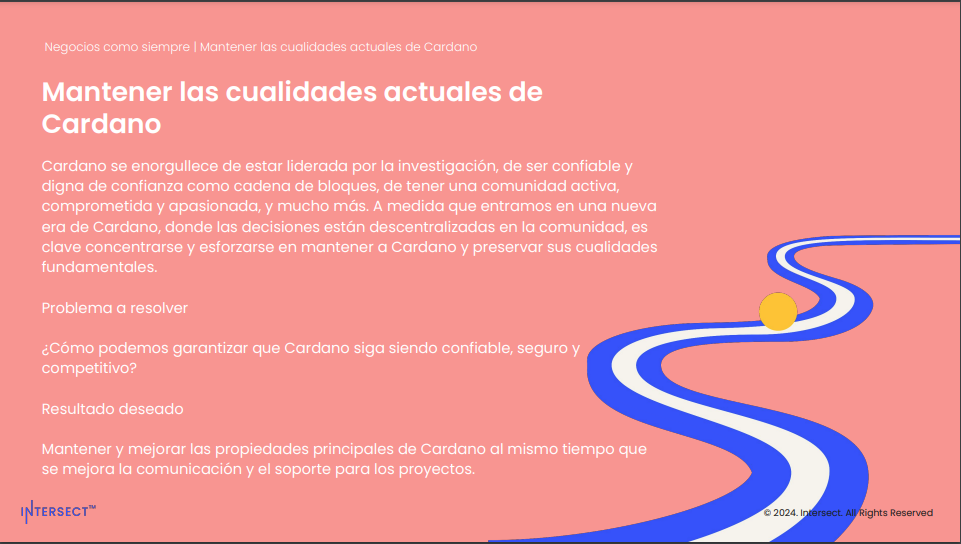 Negocios como siempre | Mantener las cualidades actuales de Cardano
Mantener las cualidades actuales de
Cardano
Cardano se enorgullece de estar liderada por la investigación, de ser confiable y
digna de confianza como cadena de bloques, de tener una comunidad activa,
comprometida y apasionada, y mucho más. A medida que entramos en una nueva
era de Cardano, donde las decisiones están descentralizadas en la comunidad, es
clave concentrarse y esforzarse en mantener a Cardano y preservar sus cualidades
fundamentales.
Problema a resolver
¿Cómo podemos garantizar que Cardano siga siendo confiable, seguro y
competitivo?
Resultado deseado
Mantener y mejorar las propiedades principales de Cardano al mismo tiempo que
se mejora la comunicación y el soporte para los proyectos.
INTERSECT™
© 2024. Intersect. All Rights Reserved